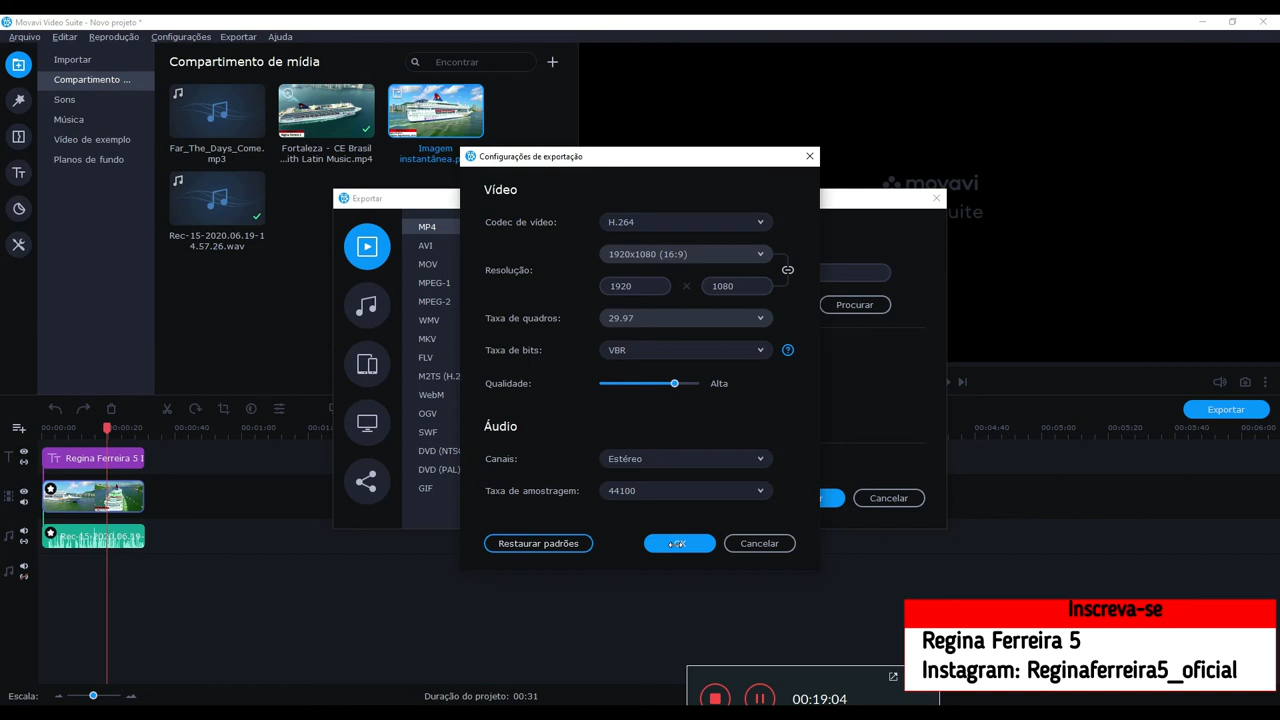 Movavi Video Suite - Novo projeto *
Arquivo Editar Reprodução Configurações Exportar Ajuda
Importar
Compartimento ...
Sons
Música
Vídeo de exemplo
Planos de fundo
Compartimento de mídia
Encontrar
Far_The_Days_Come.
mp3
Fortaleza - CE Brasil
...ith Latin Music.mp4
Imagem
instantânea.p
Rec-15-2020.06.19-1
4.57.26.wav
movavi
suite
Exportar
MP4
AVI
MOV
MPEG-1
MPEG-2
WMV
MKV
FLV
M2TS (H.2
WebM
OGV
SWF
DVD (NTSC
DVD (PAL)
GIF
Procurar
Cancelar
Configurações de exportação
Vídeo
Codec de vídeo: H.264
1920x1080 (16:9)
Resolução:
1920 × 1080
Taxa de quadros: 29.97
Taxa de bits: VBR ?
Qualidade: Alta
Áudio
Canais: Estéreo
Taxa de amostragem: 44100
Restaurar padrões OK Cancelar
Exportar
00:00:00 00:00:20 00:00:40 00:01:00 00:04:40 00:05:00 00:05:20 00:05:40 00:06:00
Regina Ferreira 5 I
Rec-15-2020.06.19-
Escala:
Duração do projeto: 00:31
00:19:04
Inscreva-se
Regina Ferreira 5
Instagram: Reginaferreira5_oficial